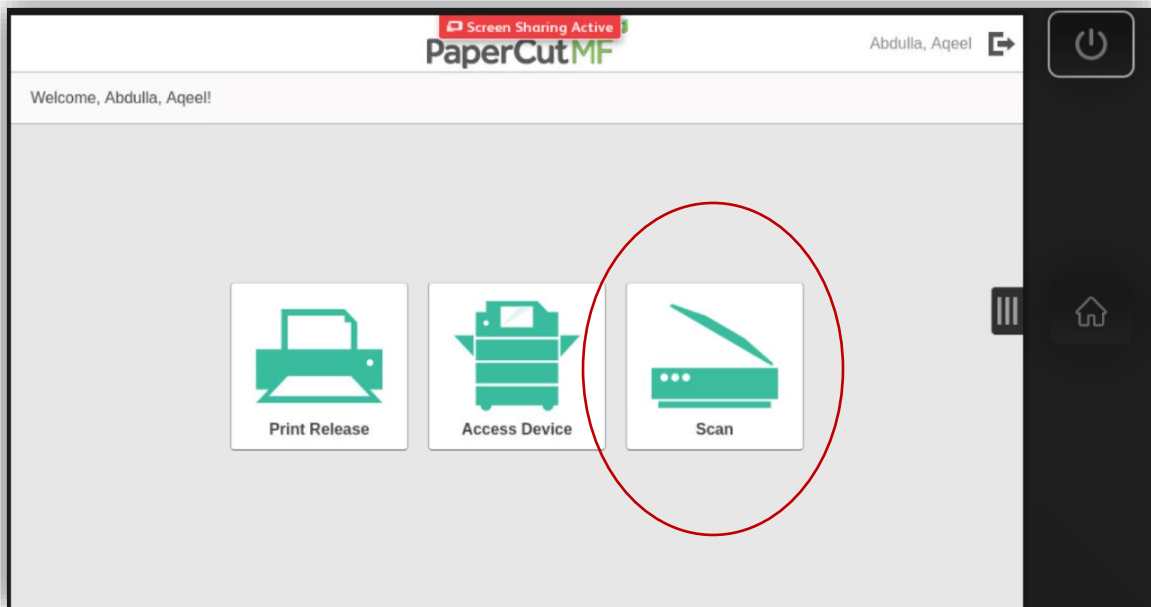 Screen Sharing Active
PaperCutMF
Abdulla, Aqeel
Welcome, Abdulla, Aqeel!
Print Release
Access Device
Scan